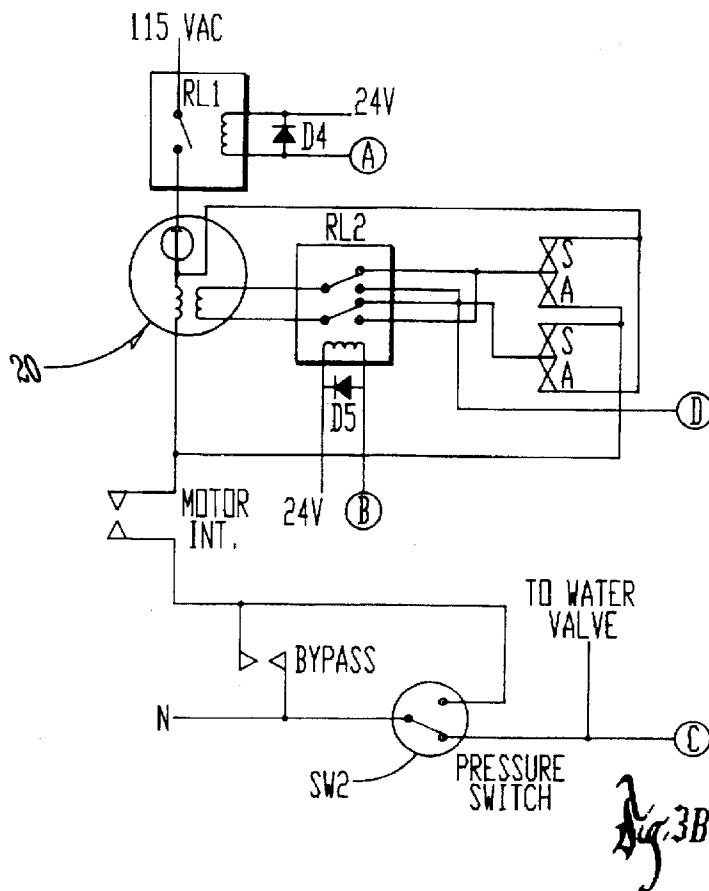 115 VAC
RL1
24V
D4
A
RL2
S
A
S
A
20
D5
D
24V
B
MOTOR
INT.
TO WATER
VALVE
BYPASS
N
C
SW2
PRESSURE
SWITCH
Fig. 3B